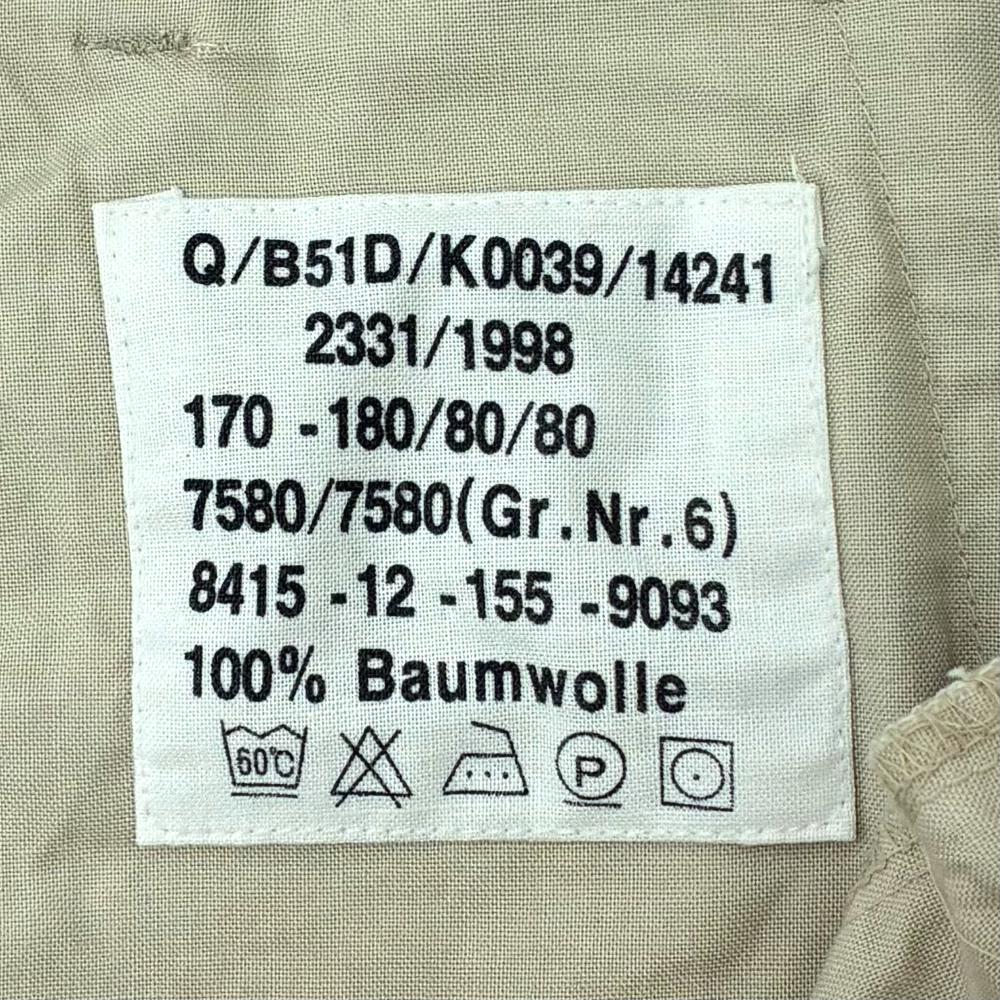 Q/B51D/K0039/14241
2331/1998
170 -180/80/80
7580/7580(Gr.Nr.6)
8415 -12 -155 -9093
100% Baumwolle
60°C P